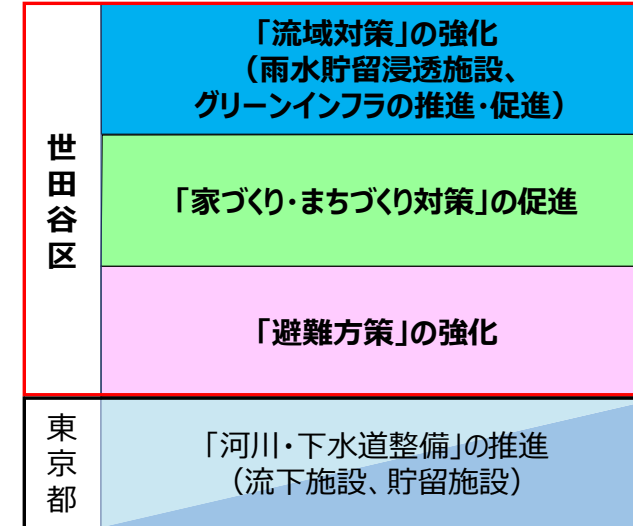 世田谷区
「流域対策」の強化
（雨水貯留浸透施設、
グリーンインフラの推進・促進）
「家づくり・まちづくり対策」の促進
「避難方策」の強化
東京都
「河川・下水道整備」の推進
（流下施設、貯留施設）